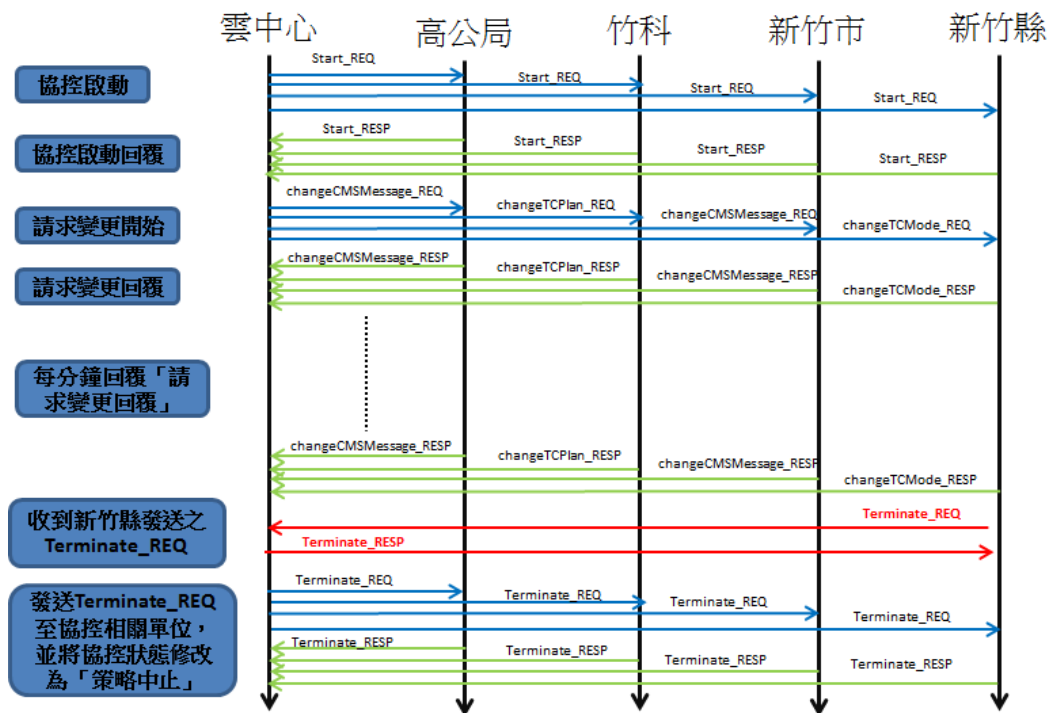 雲中心 高公局 竹科 新竹市 新竹縣
協控啟動
Start_REQ
Start_REQ
Start_REQ
Start_REQ
協控啟動回覆
Start_RESP
Start_RESP
Start_RESP
Start_RESP
請求變更開始
changeCMSMessage_REQ
changeTCPlan_REQ
changeCMSMessage_REQ
changeTCMode_REQ
請求變更回覆
changeCMSMessage_RESP
changeTCPlan_RESP
changeCMSMessage_RESP
changeTCMode_RESP
每分鐘回覆「請
求變更回覆」
changeCMSMessage_RESP
changeTCPlan_RESP
changeCMSMessage_RESP
changeTCMode_RESP
收到新竹縣發送之
Terminate_REQ
Terminate_REQ
Terminate_RESP
發送Terminate_REQ
至協控相關單位，
並將協控狀態修改
為「策略中止」
Terminate_REQ
Terminate_REQ
Terminate_REQ
Terminate_REQ
Terminate_RESP
Terminate_RESP
Terminate_RESP
Terminate_RESP